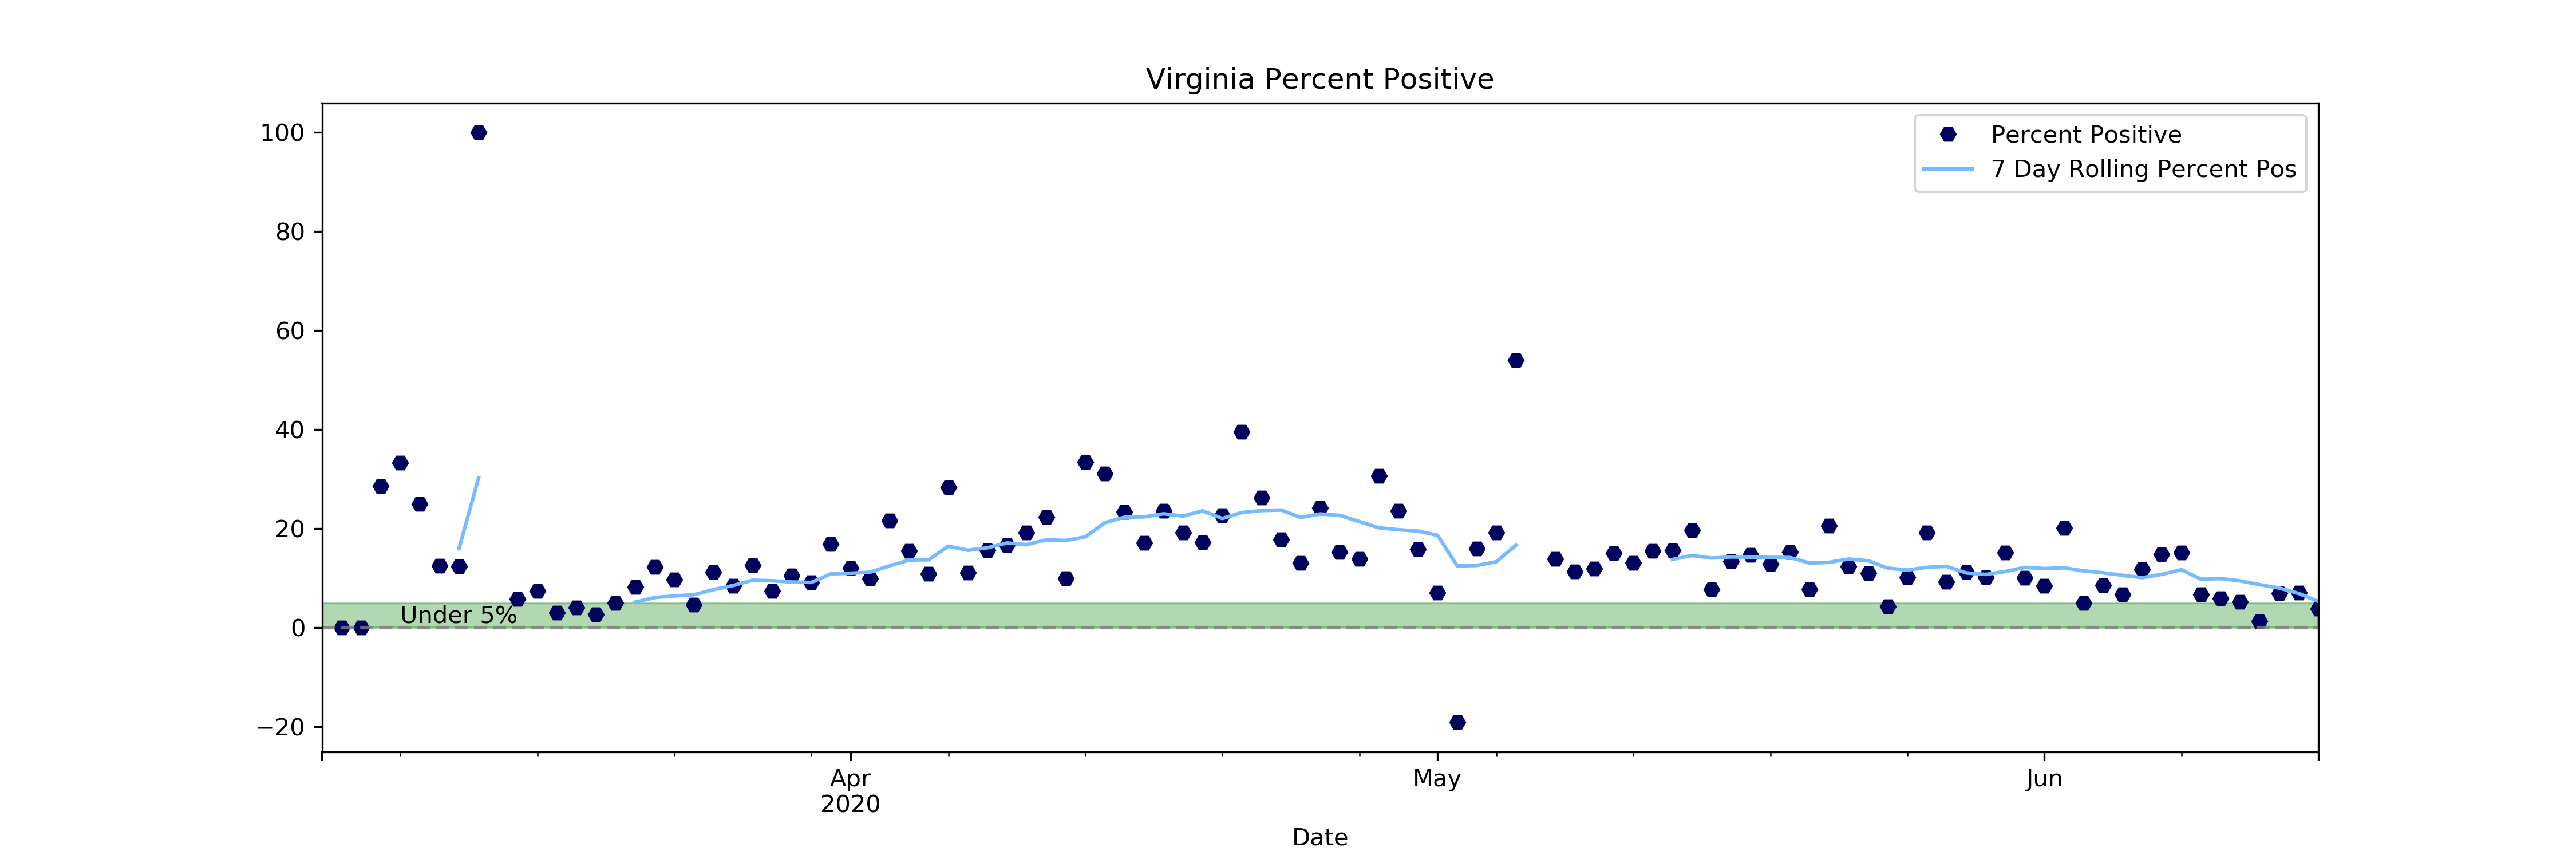 Virginia Percent Positive
100
80
60
40
20
0
−20
Percent Positive
7 Day Rolling Percent Pos
Under 5%
Apr
2020
May
Jun
Date